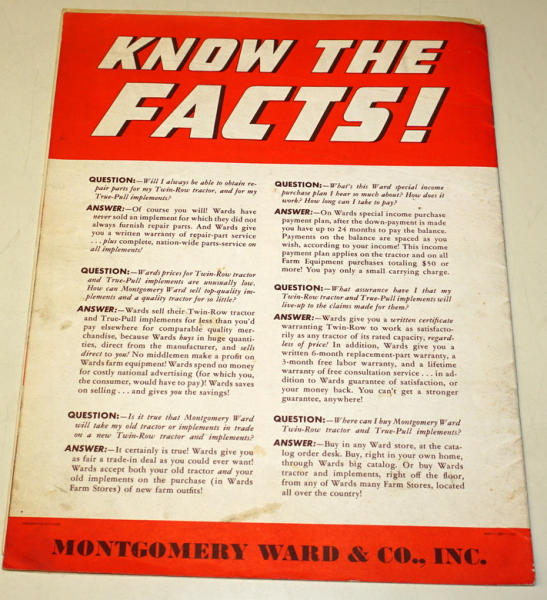 KNOW THE
FACTS!
QUESTION:—Will I always be able to obtain re-
pair parts for my Twin-Row tractor, and for my
True-Pull implements?
ANSWER:—Of course you will! Wards have
never sold an implement for which they did not
always furnish repair parts. And Wards give
you a written warranty of repair-part service
...plus complete, nation-wide parts-service on
all implements!
QUESTION:—Wards prices for Twin-Row tractor
and True-Pull implements are unusually low.
How can Montgomery Ward sell top-quality im-
plements and a quality tractor for so little?
ANSWER:—Wards sell their Twin-Row tractor
and True-Pull implements for less than you'd
pay elsewhere for comparable quality mer-
chandise, because Wards buys in huge quanti-
ties, direct from the manufacturer, and sells
direct to you! No middlemen make a profit on
Wards farm equipment! Wards spend no money
for costly national advertising (for which you,
the consumer, would have to pay)! Wards saves
on selling...and gives you the savings!
QUESTION:—Is it true that Montgomery Ward
will take my old tractor or implements in trade
on a new Twin-Row tractor and implements?
ANSWER:—It certainly is true! Wards give you
as fair a trade-in deal as you could ever want!
Wards accept both your old tractor and your
old implements on the purchase (in Wards
Farm Stores) of new farm outfits!
QUESTION:—What's this Ward special income
purchase plan I hear so much about? How does it
work? How long can I take to pay?
ANSWER:—On Wards special income purchase
payment plan, after the down-payment is made
you have up to 24 months to pay the balance.
Payments on the balance are spaced as you
wish, according to your income! This income
payment plan applies on the tractor and on all
Farm Equipment purchases totaling $50 or
more! You pay only a small carrying charge.
QUESTION:—What assurance have I that my
Twin-Row tractor and True-Pull implements will
live-up to the claims made for them?
ANSWER:—Wards give you a written certificate
warranting Twin-Row to work as satisfacto-
rily as any tractor of its rated capacity, regard-
less of price! In addition, Wards give you a
written 6-month replacement-part warranty, a
3-month free labor warranty, and a lifetime
warranty of free consultation service...in ad-
dition to Wards guarantee of satisfaction, or
your money back. You can't get a stronger
guarantee, anywhere!
QUESTION:—Where can I buy Montgomery Ward
Twin-Row tractor and True-Pull implements?
ANSWER:—Buy in any Ward store, at the cata-
log order desk. Buy, right in your own home,
through Wards big catalog. Or buy Wards
tractor and implements, right off the floor,
from any of Wards many Farm Stores, located
all over the country!
MONTGOMERY WARD & CO., INC.